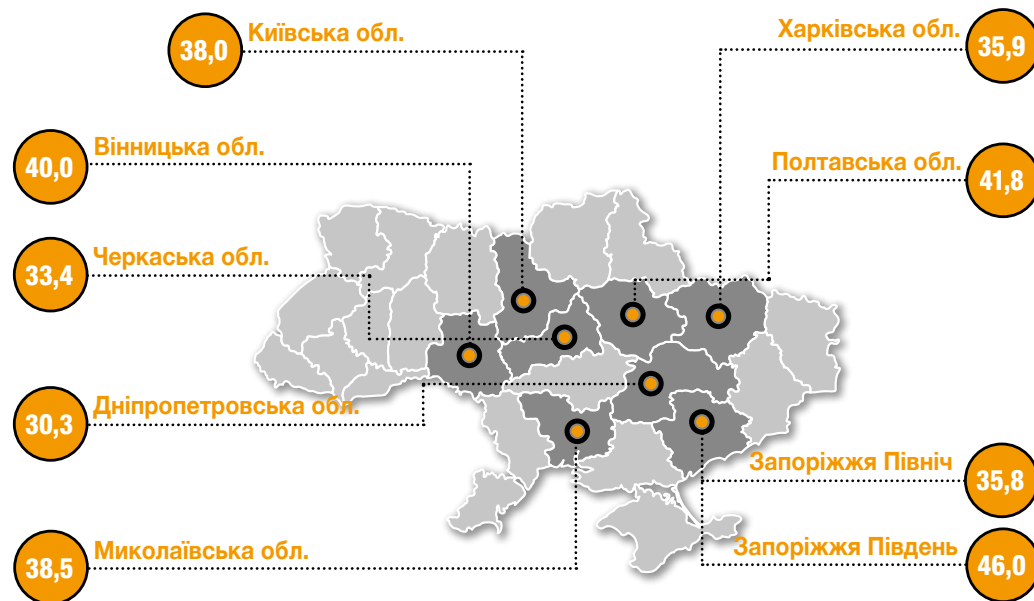 Київська обл.
38,0
Харківська обл.
35,9
Вінницька обл.
40,0
Полтавська обл.
41,8
Черкаська обл.
33,4
Дніпропетровська обл.
30,3
Запоріжжя Північ
35,8
Миколаївська обл.
38,5
Запоріжжя Південь
46,0